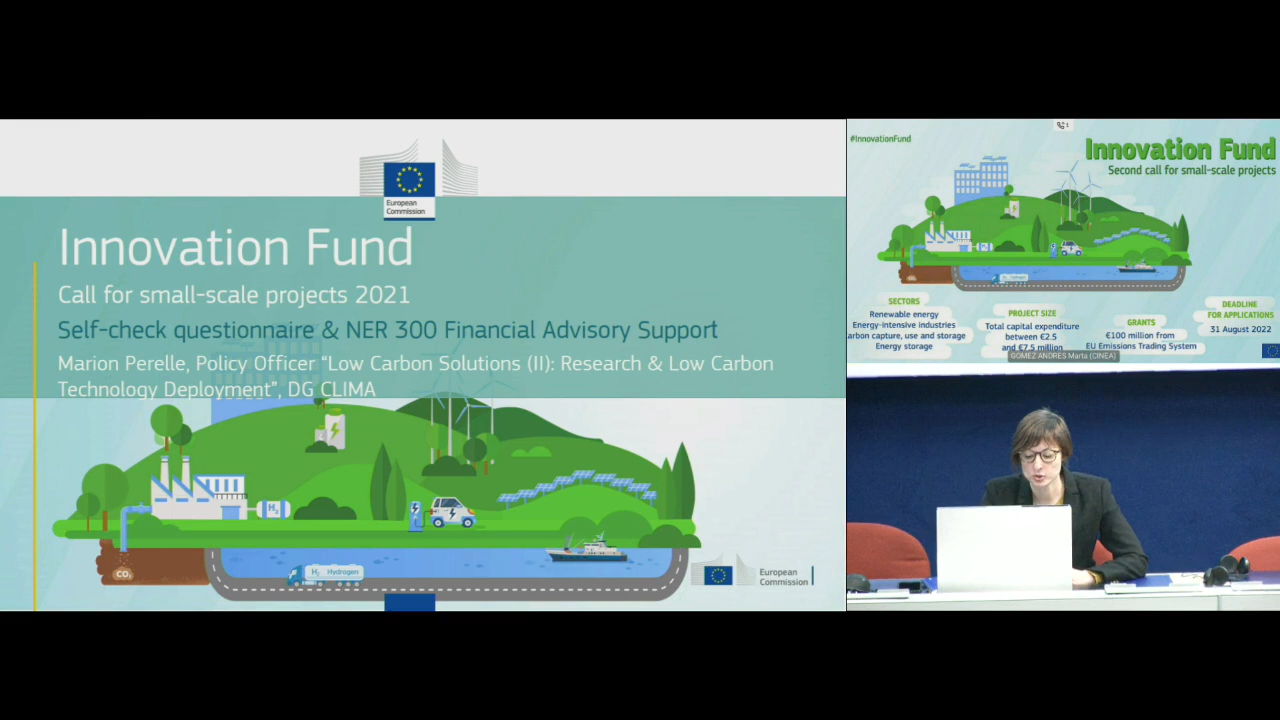 European
Commission
Innovation Fund
Call for small-scale projects 2021
Self-check questionnaire & NER 300 Financial Advisory Support
Marion Perelle, Policy Officer “Low Carbon Solutions (II): Research & Low Carbon
Technology Deployment”, DG CLIMA
H₂
CO₂
H₂ Hydrogen
European
Commission
1
#InnovationFund
Innovation Fund
Second call for small-scale projects
SECTORS
Renewable energy
Energy-intensive industries
arbon capture, use and storage
Energy storage
PROJECT SIZE
Total capital expenditure
between €2.5
and €7.5 million
GRANTS
€100 million from
EU Emissions Trading System
DEADLINE
FOR APPLICATIONS
31 August 2022
GOMEZ ANDRES Marta (CINEA)